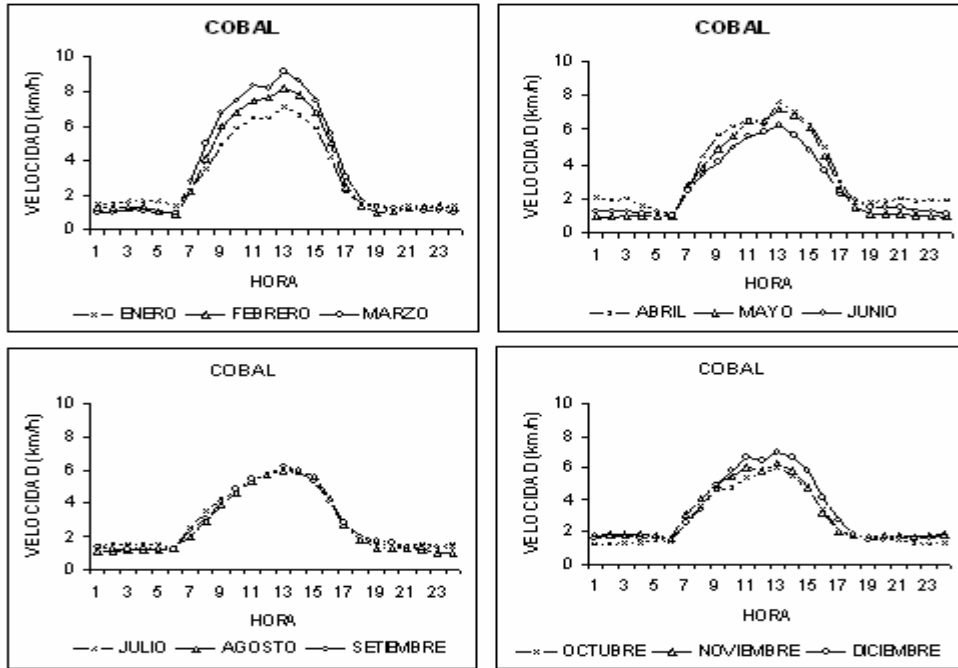 COBAL
VELOCIDAD (km/h)
10
8
6
4
2
0
1 3 5 7 9 11 13 15 17 19 21 23
HORA
ENERO FEBRERO MARZO
COBAL
VELOCIDAD (km/h)
10
8
6
4
2
0
1 3 5 7 9 11 13 15 17 19 21 23
HORA
ABRIL MAYO JUNIO
COBAL
VELOCIDAD (km/h)
10
8
6
4
2
0
1 3 5 7 9 11 13 15 17 19 21 23
HORA
JULIO AGOSTO SETIEMBRE
COBAL
VELOCIDAD (km/h)
10
8
6
4
2
0
1 3 5 7 9 11 13 15 17 19 21 23
HORA
OCTUBRE NOVIEMBRE DICIEMBRE